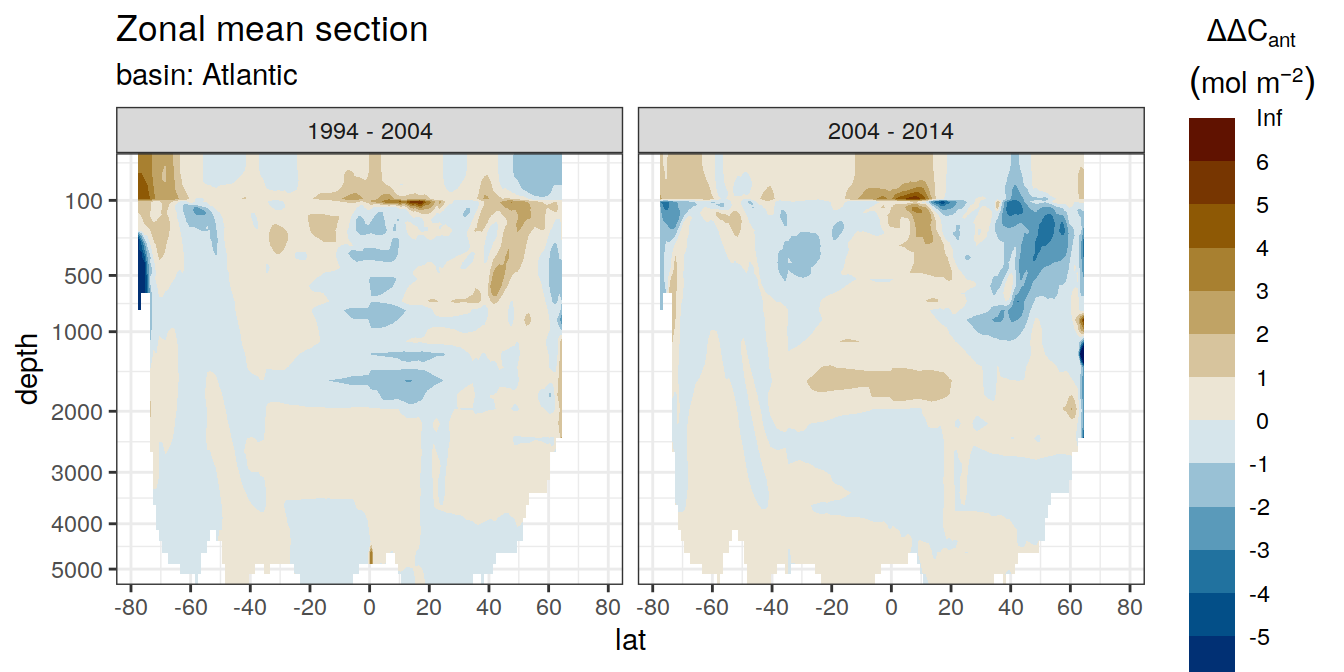 Zonal mean section
basin: Atlantic
1994 - 2004
2004 - 2014
depth
100
500
1000
2000
3000
4000
5000
-80 -60 -40 -20 0 20 40 60 80
-80 -60 -40 -20 0 20 40 60 80
lat
ΔΔC_ant
(mol m⁻²)
Inf
6
5
4
3
2
1
0
-1
-2
-3
-4
-5